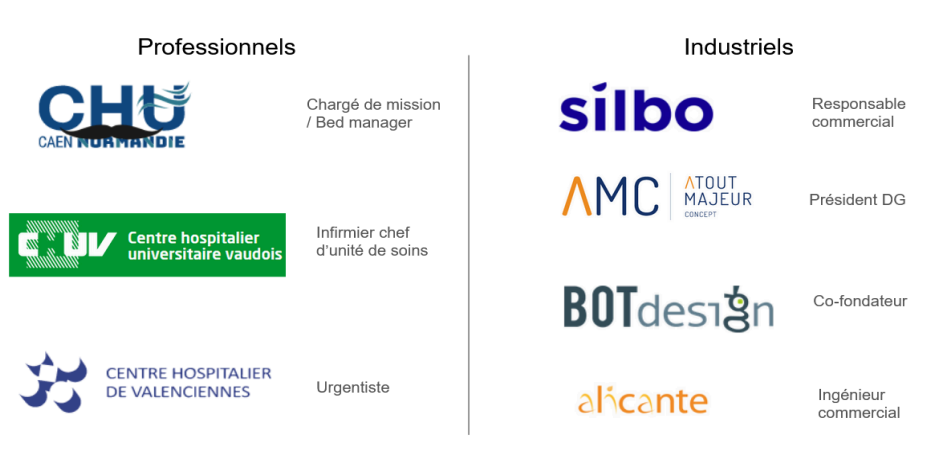 Professionnels
CHU
CAEN NORMANDIE
Chargé de mission
/ Bed manager
CHUV
Centre hospitalier
universitaire vaudois
Infirmier chef
d'unité de soins
CENTRE HOSPITALIER
DE VALENCIENNES
Urgentiste
Industriels
silbo
Responsable
commercial
AMC
ATOUT
MAJEUR
CONCEPT
Président DG
BOTdesign
Co-fondateur
alicante
Ingénieur
commercial